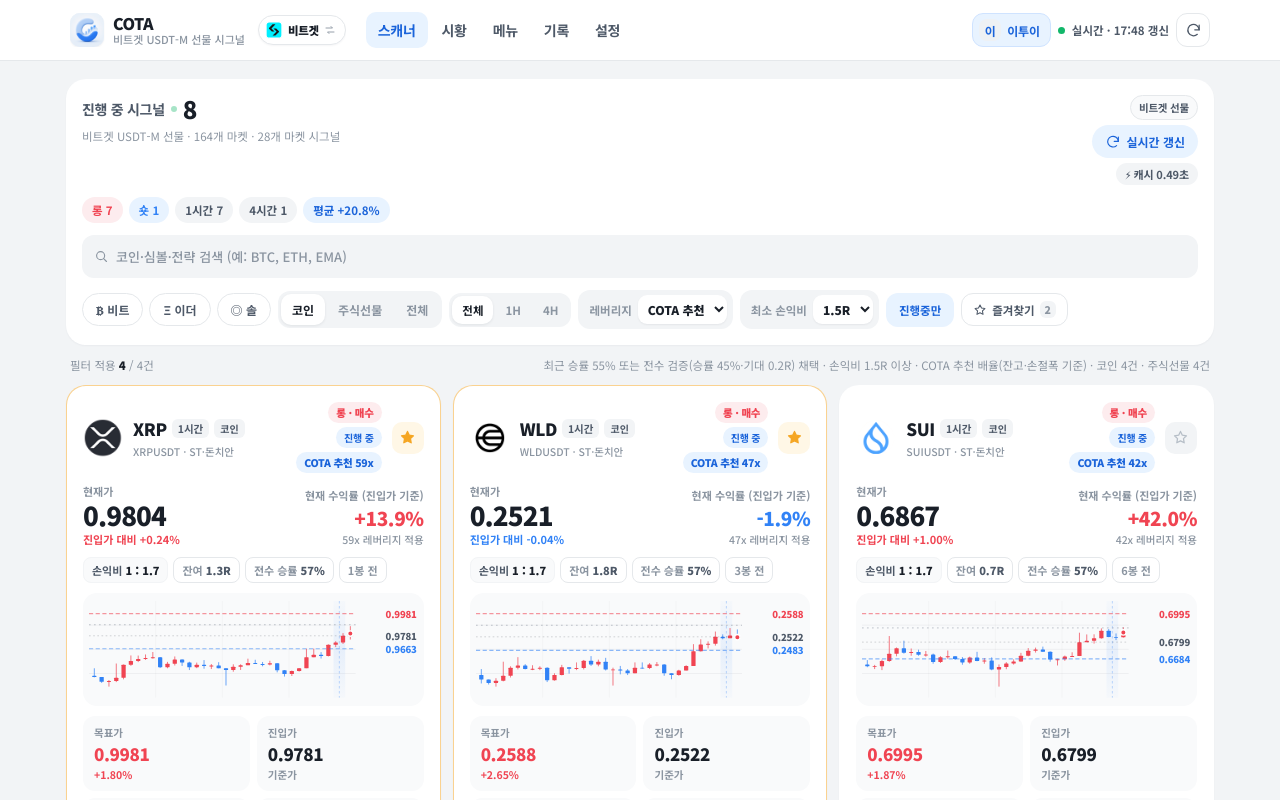 COTA
비트겟 USDT-M 선물 시그널
비트겟
스캐너 시황 메뉴 기록 설정
이 이투이
실시간 · 17:48 갱신
진행 중 시그널 8
비트겟 USDT-M 선물 · 164개 마켓 · 28개 마켓 시그널
비트겟 선물
실시간 갱신
⚡ 캐시 0.49초
롱 7 숏 1 1시간 7 4시간 1 평균 +20.8%
코인·심볼·전략 검색 (예: BTC, ETH, EMA)
₿ 비트 Ξ 이더 ◎ 솔 코인 주식선물 전체 전체 1H 4H 레버리지 COTA 추천 최소 손익비 1.5R 진행중만 즐겨찾기 2
필터 적용 4 / 4건
최근 승률 55% 또는 전수 검증(승률 45%·기대 0.2R) 채택 · 손익비 1.5R 이상 · COTA 추천 배율(잔고·손절폭 기준) · 코인 4건 · 주식선물 4건
XRP 1시간 코인
XRPUSDT · ST·돈치안
롱 · 매수
진행 중
COTA 추천 59x
현재가
0.9804
진입가 대비 +0.24%
현재 수익률 (진입가 기준)
+13.9%
59x 레버리지 적용
손익비 1 : 1.7 잔여 1.3R 전수 승률 57% 1봉 전
0.9981
0.9781
0.9663
목표가
0.9981
+1.80%
진입가
0.9781
기준가
WLD 1시간 코인
WLDUSDT · ST·돈치안
롱 · 매수
진행 중
COTA 추천 47x
현재가
0.2521
진입가 대비 -0.04%
현재 수익률 (진입가 기준)
-1.9%
47x 레버리지 적용
손익비 1 : 1.7 잔여 1.8R 전수 승률 57% 3봉 전
0.2588
0.2522
0.2483
목표가
0.2588
+2.65%
진입가
0.2522
기준가
SUI 1시간 코인
SUIUSDT · ST·돈치안
롱 · 매수
진행 중
COTA 추천 42x
현재가
0.6867
진입가 대비 +1.00%
현재 수익률 (진입가 기준)
+42.0%
42x 레버리지 적용
손익비 1 : 1.7 잔여 0.7R 전수 승률 57% 6봉 전
0.6995
0.6799
0.6684
목표가
0.6995
+1.87%
진입가
0.6799
기준가